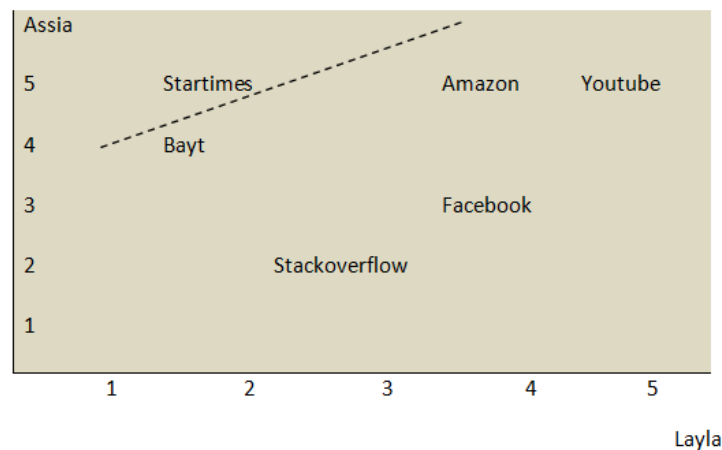 Assia
5 Startimes Amazon Youtube
4 Bayt
3 Facebook
2 Stackoverflow
1
1 2 3 4 5
Layla